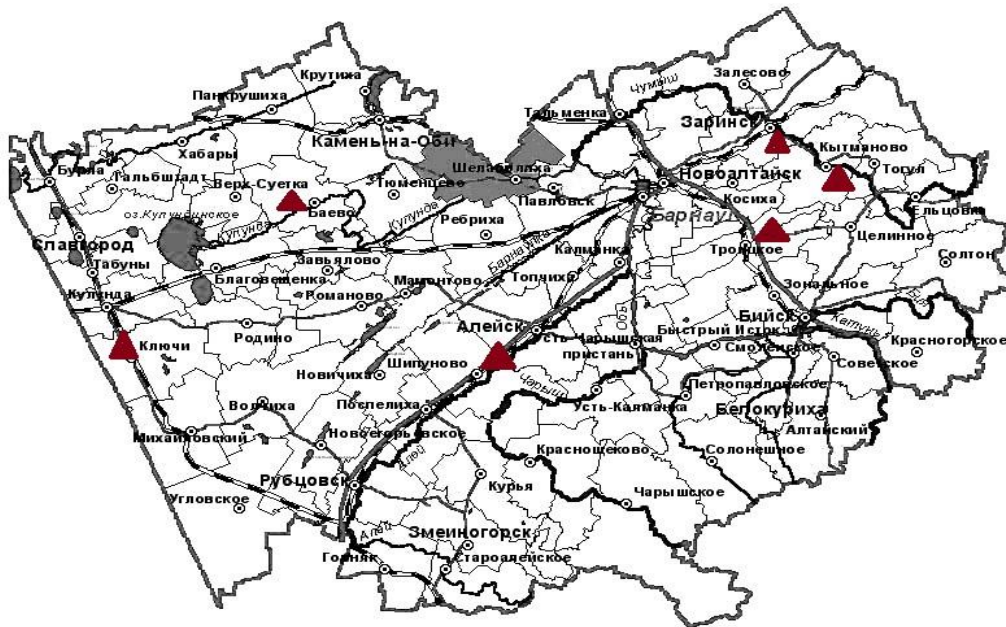 Крутиха
Панкрушиха
Залесово
Чумыш
Тальменка
Заринск
Камень-на-Оби
Хабары
Кытманово
Шелаболиха
Тогул
Бурла
Гальбштадт
Новоалтайск
Верх-Суетка
Тюменцево
Павловск
Косиха
Ельцовка
Баево
Кулунда
Барнаул
оз.Кулундинское
Ребриха
Кулунда
Целинное
Славгород
Барнаулка
Калманка
Троицкое
Солтон
Табуны
Завьялово
Благовещенка
Мамонтово
Топчиха
Зональное
Кулунда
Романово
Обь
Бийск
Алейск
Катунь
Родино
Быстрый Исток
Ключи
Усть-Чарышская
пристань
Смоленское
Красногорское
Советское
Новичиха
Шипуново
Чарыш
Петропавловское
Волчиха
Поспелиха
Усть-Калманка
Белокуриха
Михайловский
Новоегорьевское
Алтайский
Алей
Краснощеково
Солонешное
Рубцовск
Курья
Угловское
Чарышское
Алей
Змеиногорск
Горняк
Староалейское